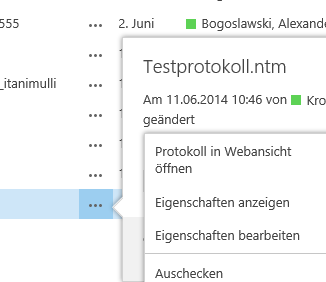 555
2. Juni
Bogoslawski, Alexande
Testprotokoll.ntm
_itanimulli
Am 11.06.2014 10:46 von Kro
geändert
Protokoll in Webansicht
öffnen
Eigenschaften anzeigen
Eigenschaften bearbeiten
Auschecken